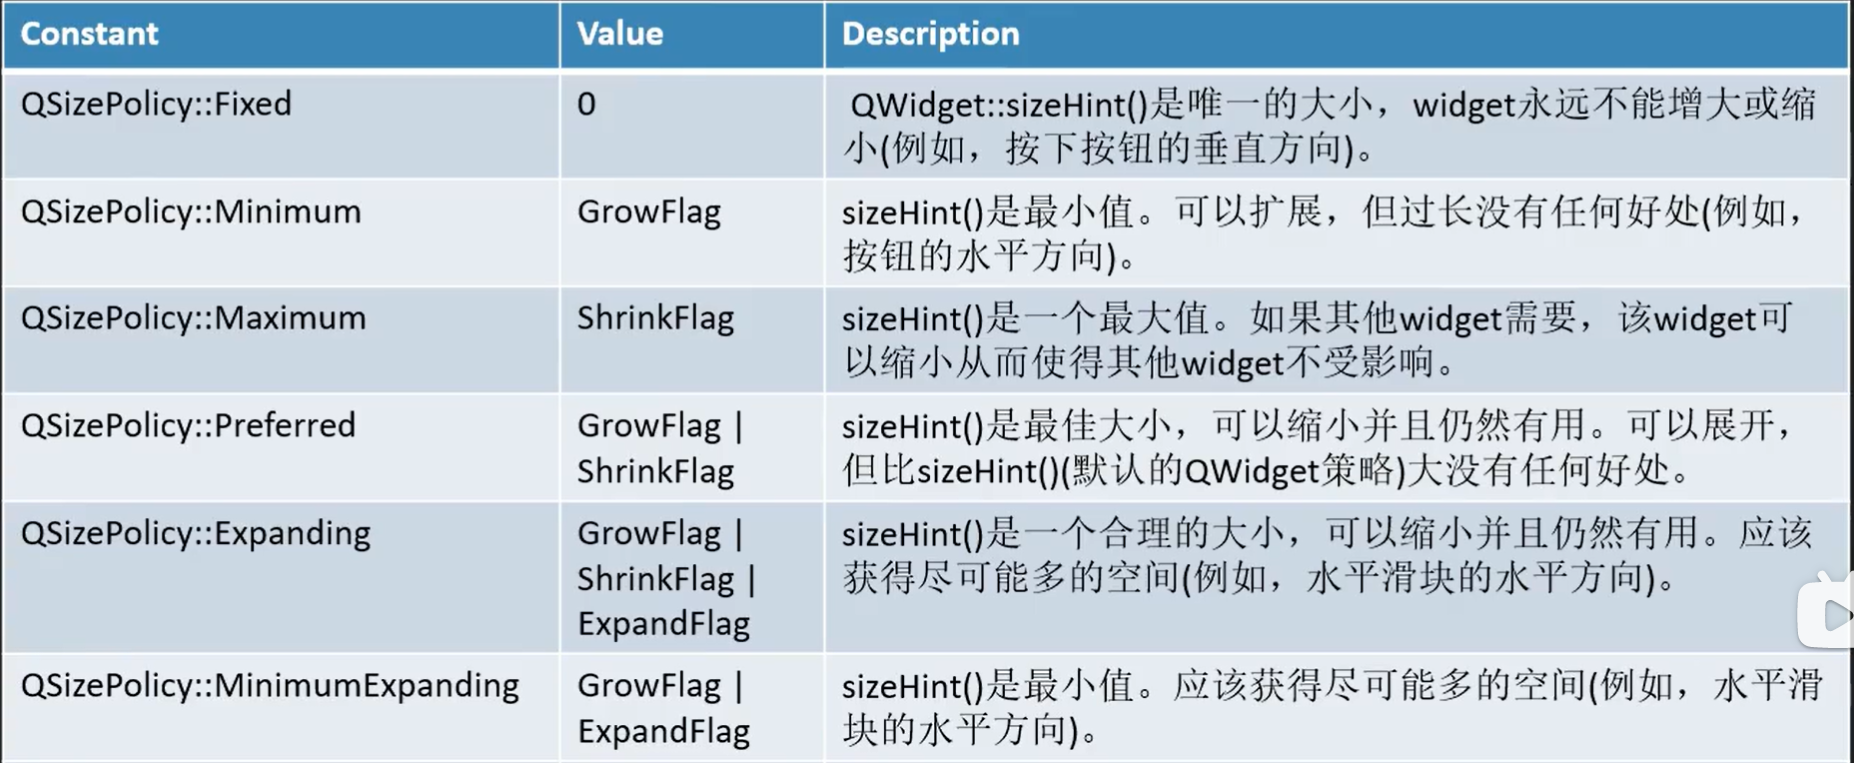 Constant Value Description
QSizePolicy::Fixed 0 QWidget::sizeHint()是唯一的大小，widget永远不能增大或缩
小(例如，按下按钮的垂直方向)。
QSizePolicy::Minimum GrowFlag sizeHint()是最小值。可以扩展，但过长没有任何好处(例如，
按钮的水平方向)。
QSizePolicy::Maximum ShrinkFlag sizeHint()是一个最大值。如果其他widget需要，该widget可
以缩小从而使得其他widget不受影响。
QSizePolicy::Preferred GrowFlag | sizeHint()是最佳大小，可以缩小并且仍然有用。可以展开，
ShrinkFlag 但比sizeHint()(默认的QWidget策略)大没有任何好处。
QSizePolicy::Expanding GrowFlag | sizeHint()是一个合理的大小，可以缩小并且仍然有用。应该
ShrinkFlag | 获得尽可能多的空间(例如，水平滑块的水平方向)。
ExpandFlag
QSizePolicy::MinimumExpanding GrowFlag | sizeHint()是最小值。应该获得尽可能多的空间(例如，水平滑
ExpandFlag 块的水平方向)。